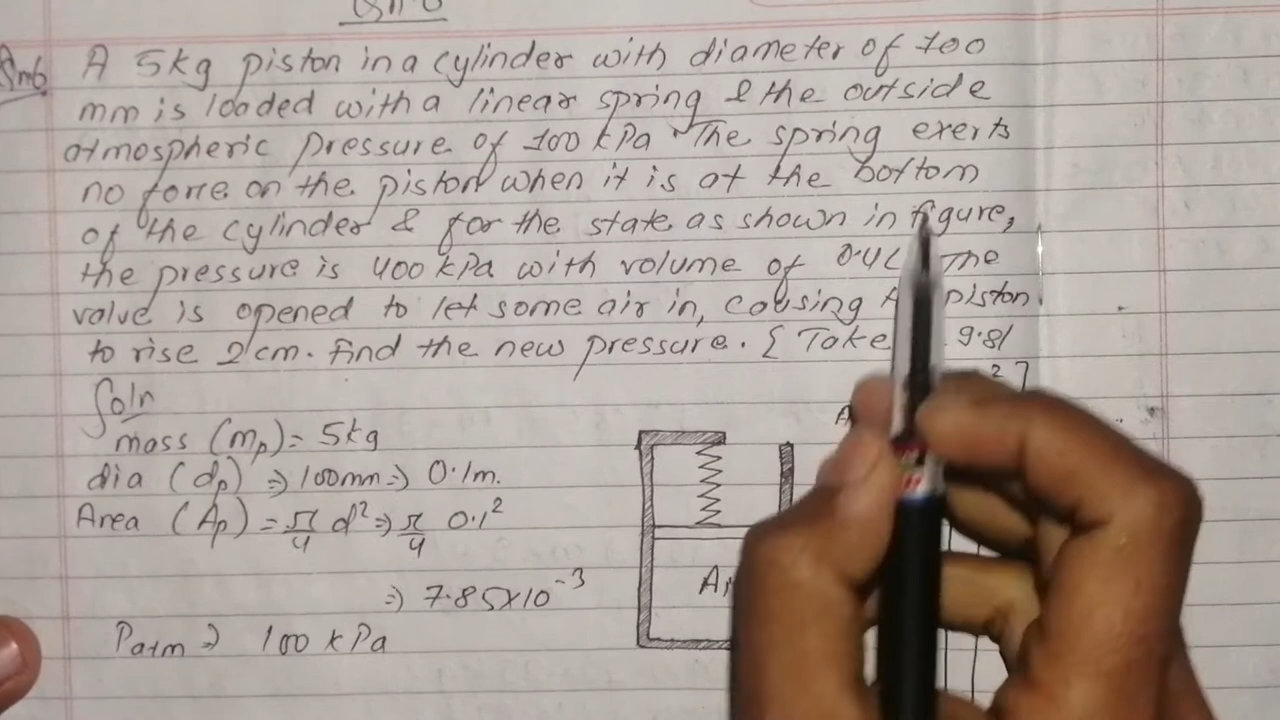 Qn6
A 5kg piston in a cylinder with diameter of 100
mm is loaded with a linear spring & the outside
atmospheric pressure of 100 kPa. The spring exerts
no force on the piston when it is at the bottom
of the cylinder & for the state as shown in figure,
the pressure is 400 kPa with volume of 0.4L The
valve is opened to let some air in, causing piston
to rise 2cm. find the new pressure. [ Take 9.81
2 ]
Soln
mass (mp) = 5kg
dia (dp) ⇒ 100mm ⇒ 0.1m.
Area (Ap) = π/4 d² ⇒ π/4 0.1²
⇒ 7.85×10⁻³
Patm ⇒ 100 kPa